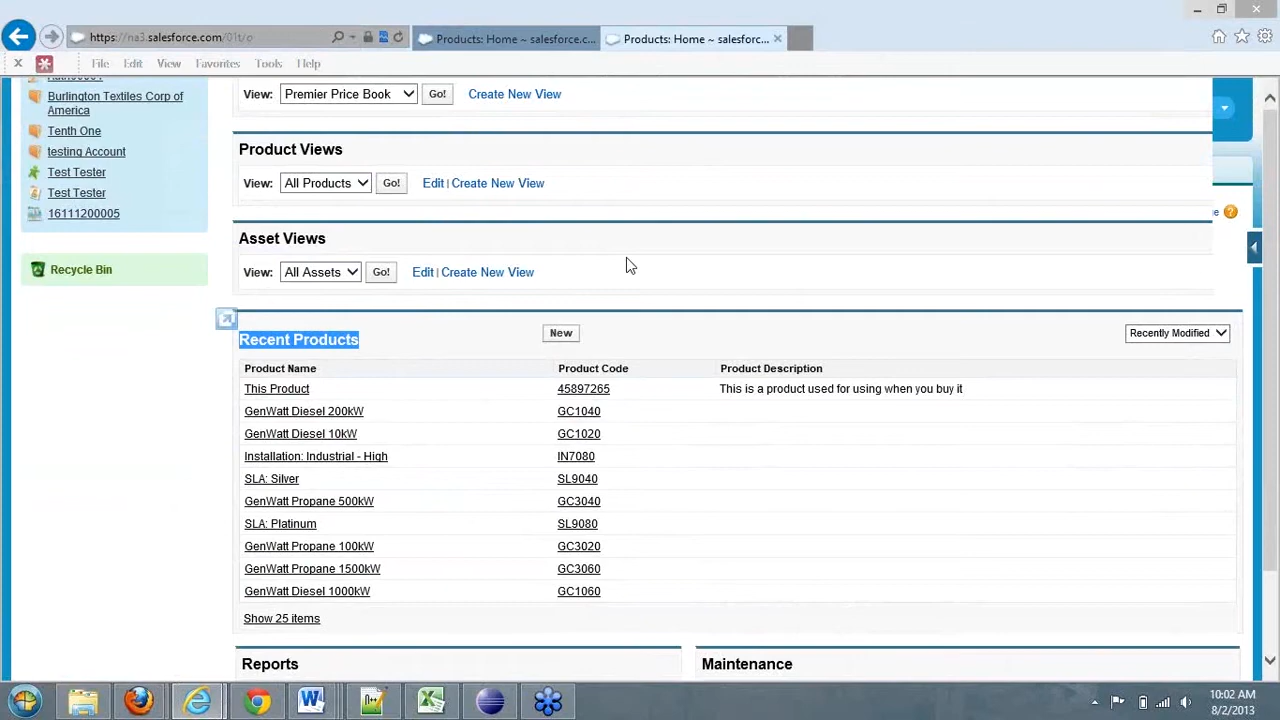 https://na3.salesforce.com/01t/o
Products: Home ~ salesforce.c...
Products: Home ~ salesforc...
x
File Edit View Favorites Tools Help
Burlington Textiles Corp of
America
Tenth One
testing Account
Test Tester
Test Tester
16111200005
Recycle Bin
View: Premier Price Book Go! Create New View
Product Views
View: All Products Go! Edit | Create New View
Asset Views
View: All Assets Go! Edit | Create New View
Recent Products New Recently Modified
Product Name Product Code Product Description
This Product 45897265 This is a product used for using when you buy it
GenWatt Diesel 200kW GC1040
GenWatt Diesel 10kW GC1020
Installation: Industrial - High IN7080
SLA: Silver SL9040
GenWatt Propane 500kW GC3040
SLA: Platinum SL9080
GenWatt Propane 100kW GC3020
GenWatt Propane 1500kW GC3060
GenWatt Diesel 1000kW GC1060
Show 25 items
Reports Maintenance
10:02 AM
8/2/2013